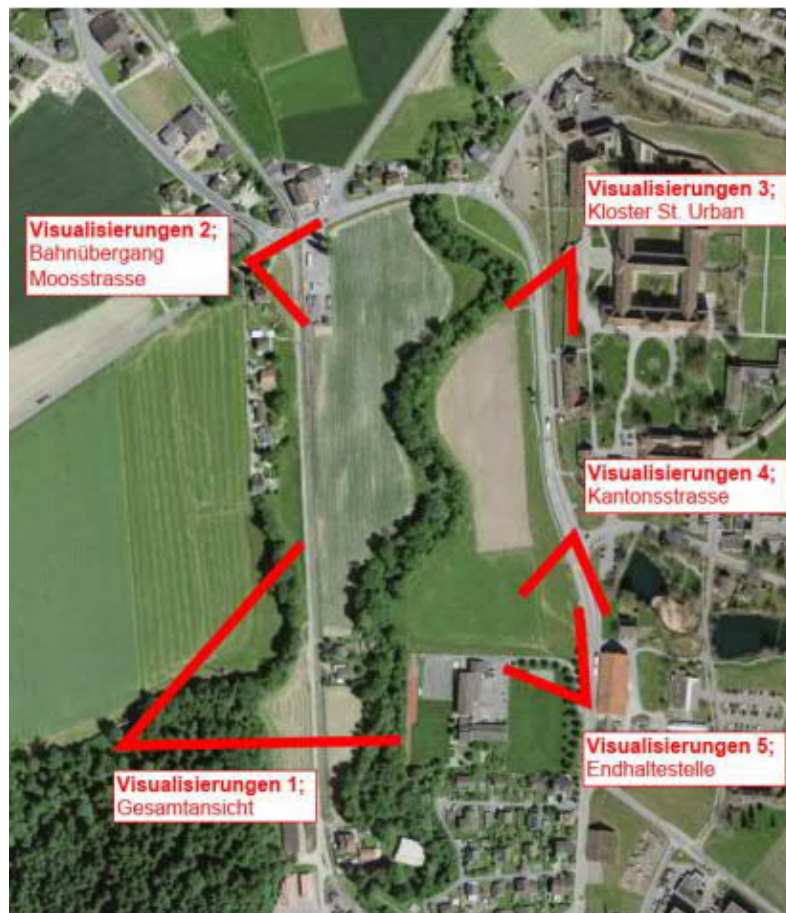 Visualisierungen 3;
Kloster St. Urban
Visualisierungen 2;
Bahnübergang
Moosstrasse
Visualisierungen 4;
Kantonsstrasse
Visualisierungen 5;
Endhaltestelle
Visualisierungen 1;
Gesamtansicht